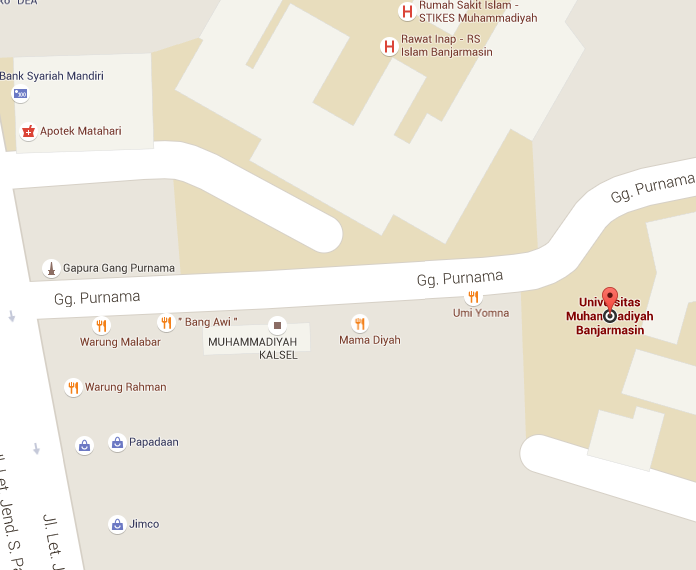 DEA
Rumah Sakit Islam -
STIKES Muhammadiyah
Rawat Inap - RS
Islam Banjarmasin
Bank Syariah Mandiri
Apotek Matahari
Gg. Purnama
Gapura Gang Purnama
Gg. Purnama
Gg. Purnama
Universitas
Muhammadiyah
Banjarmasin
Umi Yomna
" Bang Awi "
Warung Malabar
MUHAMMADIYAH
KALSEL
Mama Diyah
Warung Rahman
Papadaan
Jimco
Jl. Let. Jend. S. Pa
Jl. Let. J